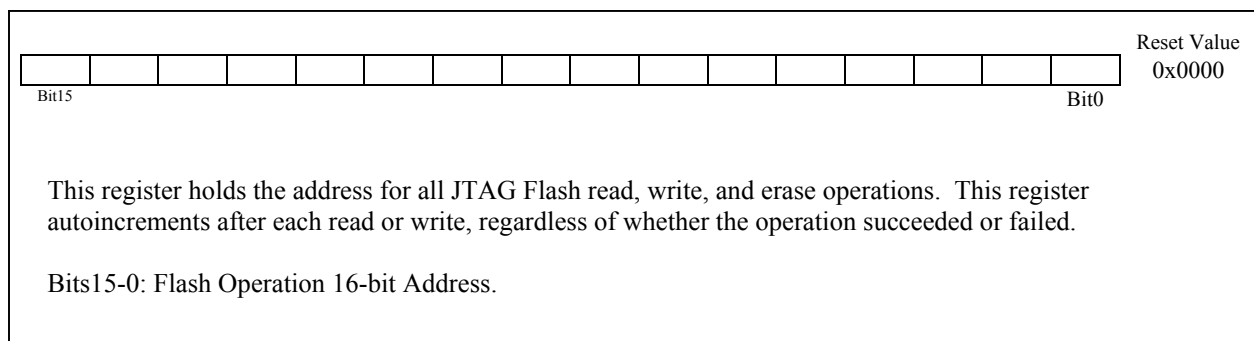 Reset Value
0x0000
Bit15
Bit0
This register holds the address for all JTAG Flash read, write, and erase operations.  This register
autoincrements after each read or write, regardless of whether the operation succeeded or failed.
Bits15-0: Flash Operation 16-bit Address.